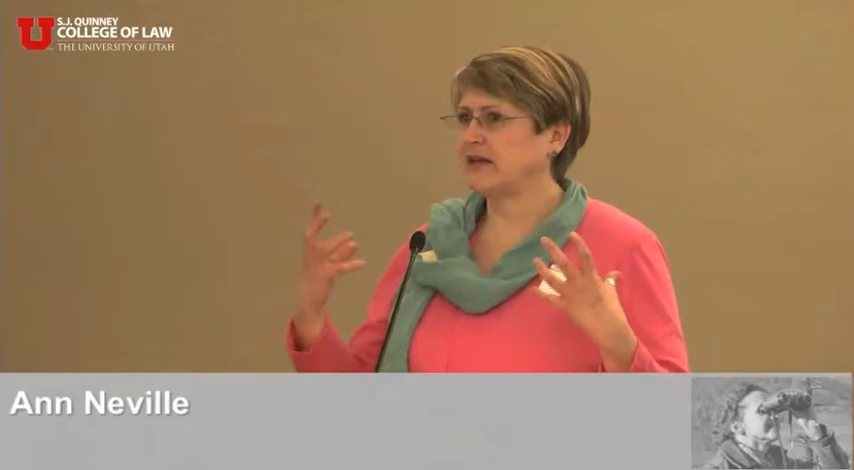 S.J. QUINNEY
COLLEGE OF LAW
THE UNIVERSITY OF UTAH
Ann Neville